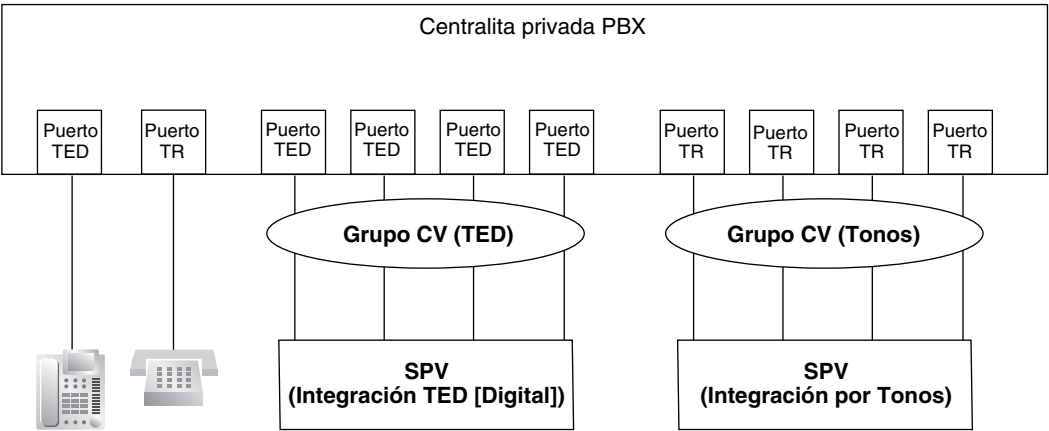 Centralita privada PBX
Puerto
TED
Puerto
TR
Puerto
TED
Puerto
TED
Puerto
TED
Puerto
TED
Puerto
TR
Puerto
TR
Puerto
TR
Puerto
TR
Grupo CV (TED)
Grupo CV (Tonos)
SPV
(Integración TED [Digital])
SPV
(Integración por Tonos)